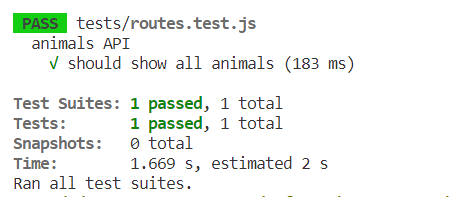 PASS tests/routes.test.js
animals API
√ should show all animals (183 ms)
Test Suites: 1 passed, 1 total
Tests: 1 passed, 1 total
Snapshots: 0 total
Time: 1.669 s, estimated 2 s
Ran all test suites.